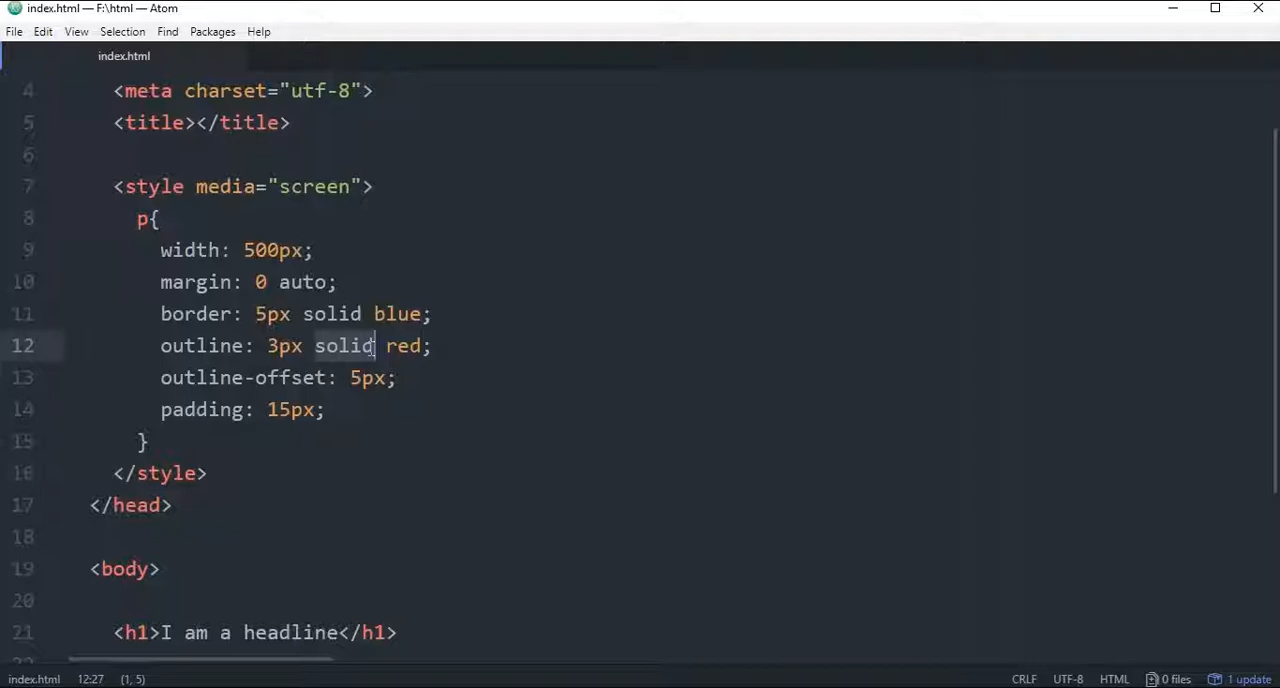 index.html — F:\html — Atom
File Edit View Selection Find Packages Help
index.html
4 <meta charset="utf-8">
5 <title></title>
6
7 <style media="screen">
8 p{
9 width: 500px;
10 margin: 0 auto;
11 border: 5px solid blue;
12 outline: 3px solid red;
13 outline-offset: 5px;
14 padding: 15px;
15 }
16 </style>
17 </head>
18
19 <body>
20
21 <h1>I am a headline</h1>
22
index.html 12:27 (1, 5) CRLF UTF-8 HTML 0 files 1 update